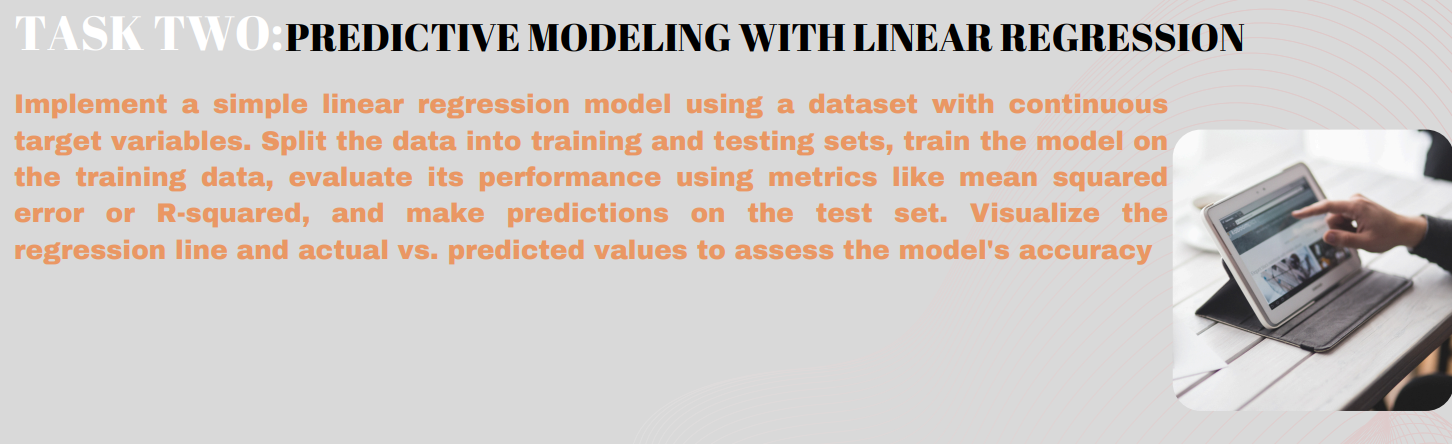 TASK TWO:PREDICTIVE MODELING WITH LINEAR REGRESSION
Implement a simple linear regression model using a dataset with continuous
target variables. Split the data into training and testing sets, train the model on
the training data, evaluate its performance using metrics like mean squared
error or R-squared, and make predictions on the test set. Visualize the
regression line and actual vs. predicted values to assess the model's accuracy